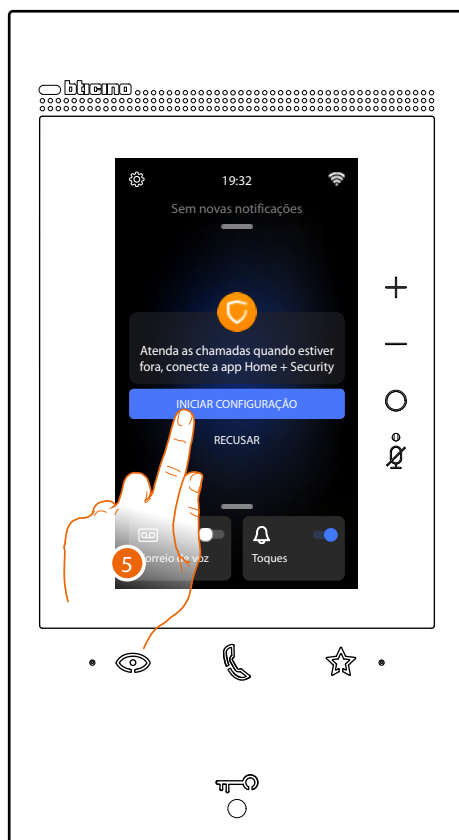 bticino
19:32
Sem novas notificações
Atenda as chamadas quando estiver
fora, conecte a app Home + Security
INICIAR CONFIGURAÇÃO
RECUSAR
Correio de voz
Toques
5